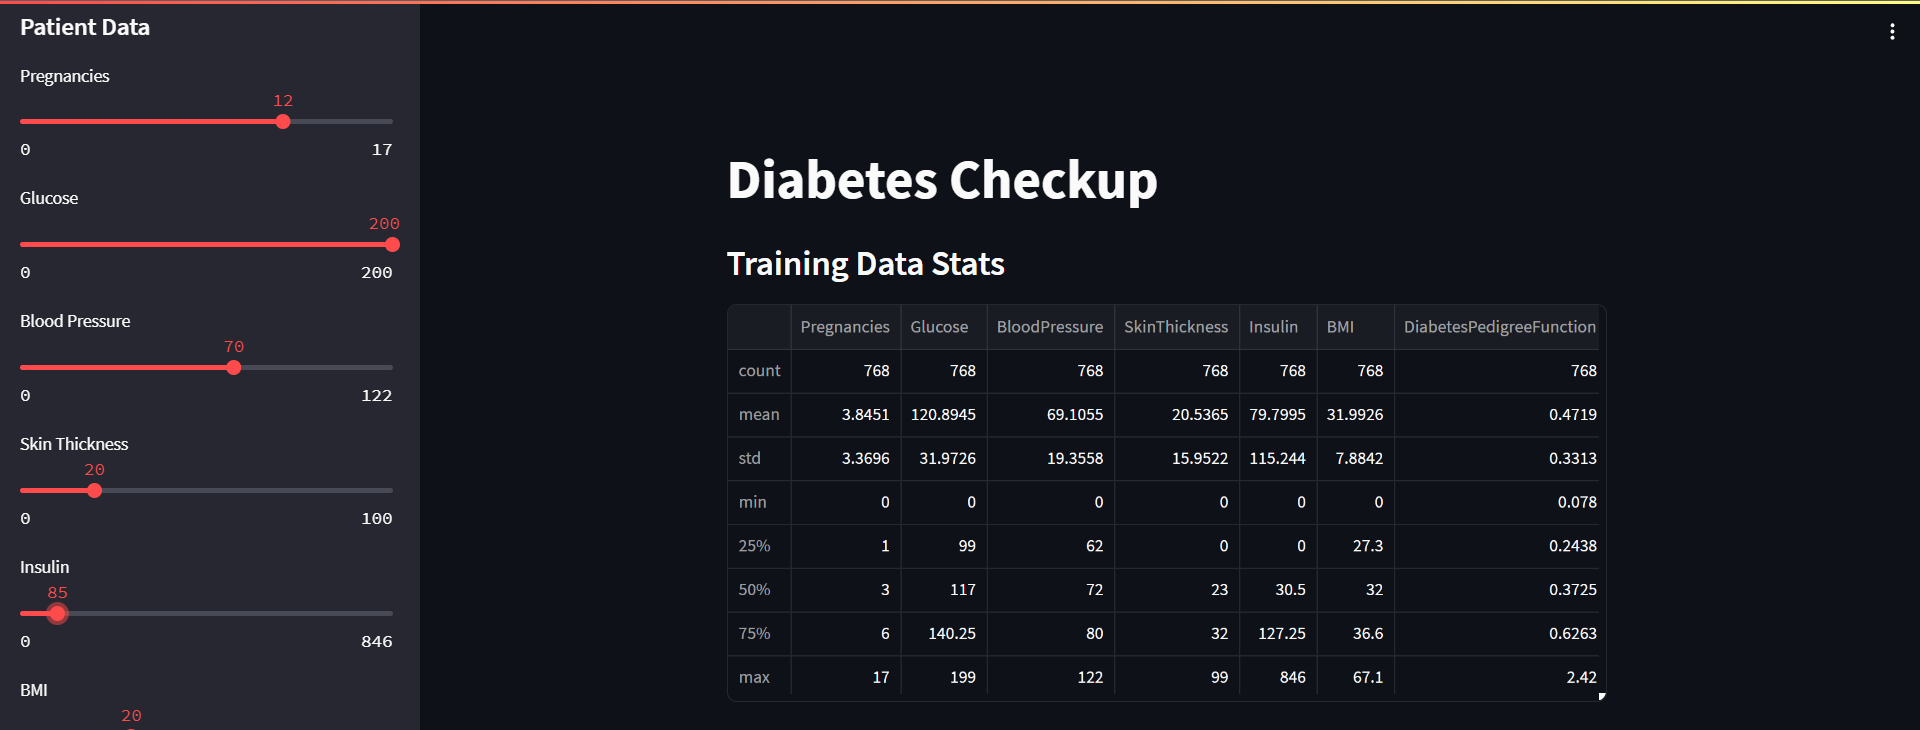 Patient Data
Pregnancies
12
0 17
Glucose
200
0 200
Blood Pressure
70
0 122
Skin Thickness
20
0 100
Insulin
85
0 846
BMI
20
Diabetes Checkup
Training Data Stats
Pregnancies Glucose BloodPressure SkinThickness Insulin BMI DiabetesPedigreeFunction
count 768 768 768 768 768 768 768
mean 3.8451 120.8945 69.1055 20.5365 79.7995 31.9926 0.4719
std 3.3696 31.9726 19.3558 15.9522 115.244 7.8842 0.3313
min 0 0 0 0 0 0 0.078
25% 1 99 62 0 0 27.3 0.2438
50% 3 117 72 23 30.5 32 0.3725
75% 6 140.25 80 32 127.25 36.6 0.6263
max 17 199 122 99 846 67.1 2.42